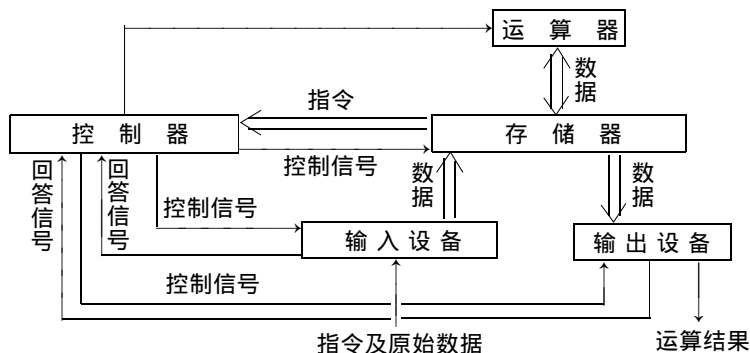 运算器
数据
指令
控制器
存储器
控制信号
回答信号
回答信号
数据
数据
控制信号
输入设备
输出设备
控制信号
指令及原始数据
运算结果